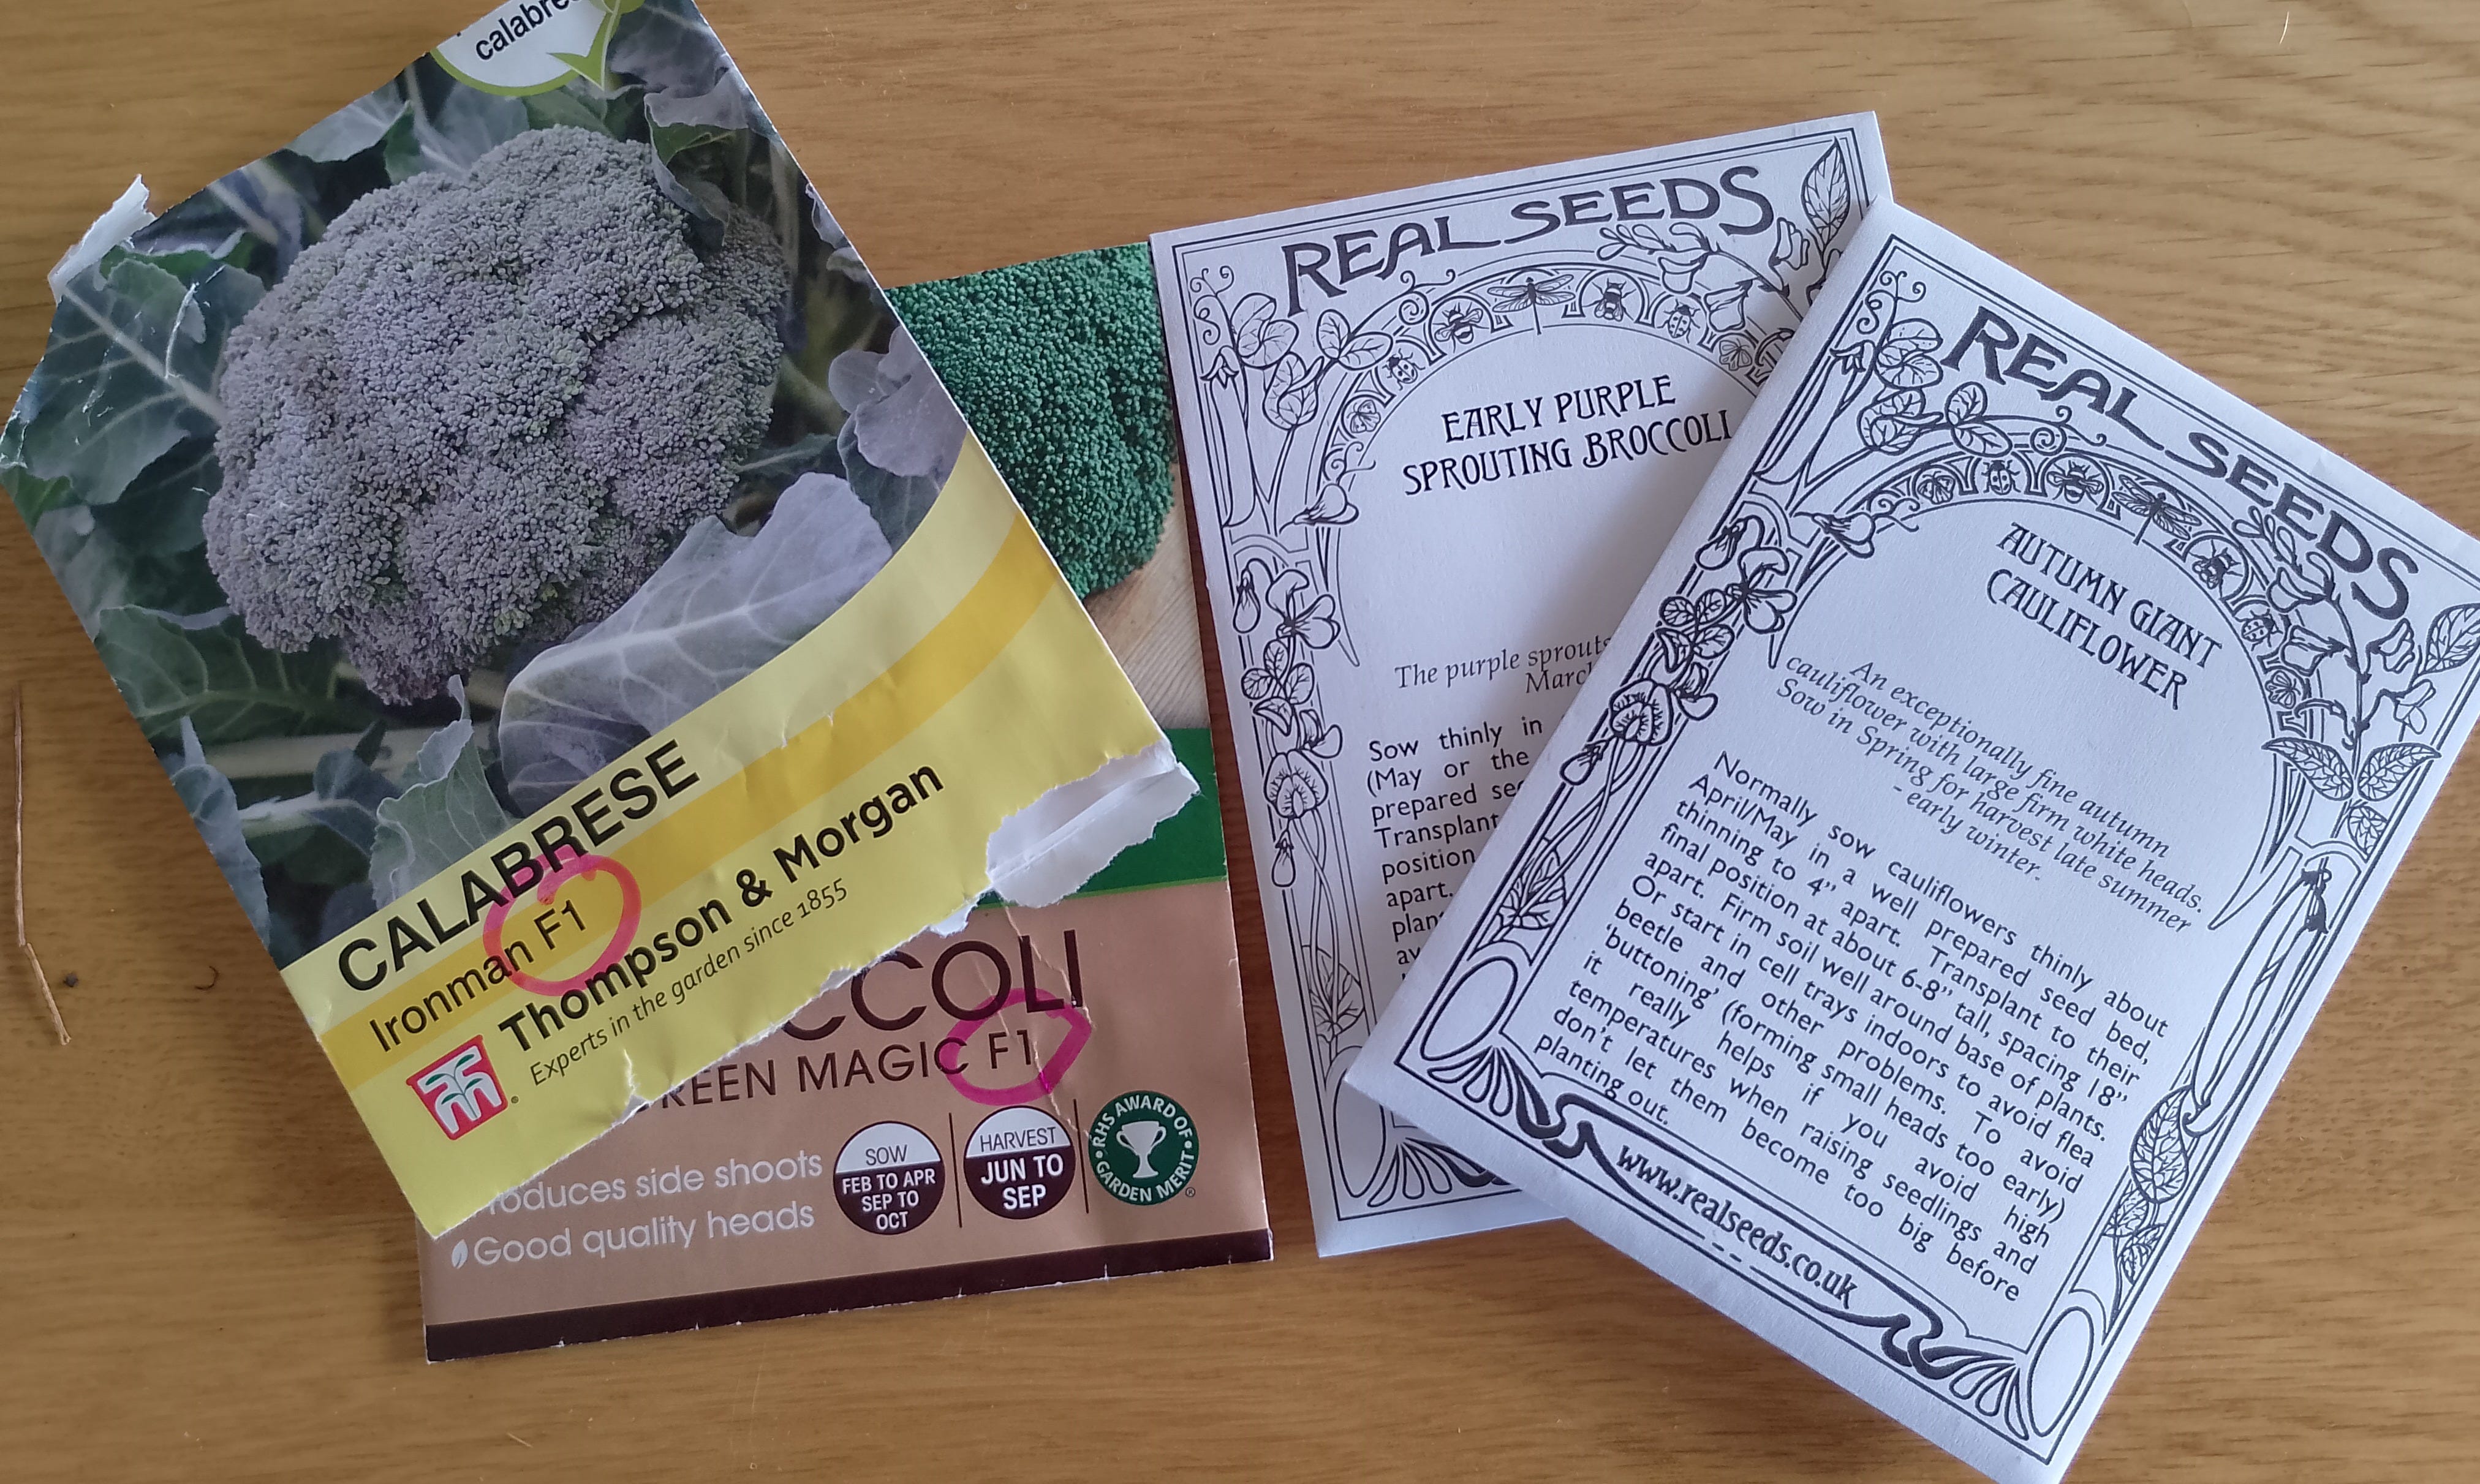 calabre
CALABRESE
Ironman F1
Thompson & Morgan
Experts in the garden since 1855
CCOLI
REEN MAGIC F1
oduces side shoots
Good quality heads
SOW
FEB TO APR
SEP TO
OCT
HARVEST
JUN TO
SEP
RHS AWARD OF
GARDEN MERIT
REAL SEEDS
EARLY PURPLE
SPROUTING BROCCOLI
The purple sprouts
March
Sow thinly in
(May or the
prepared see
Transplant
position
apart.
plan
av
REAL SEEDS
AUTUMN GIANT
CAULIFLOWER
An exceptionally fine autumn
cauliflower with large firm white heads.
Sow in Spring for harvest late summer
- early winter.
Normally sow cauliflowers thinly about
April/May in a well prepared seed bed,
thinning to 4" apart. Transplant to their
final position at about 6-8" tall, spacing 18"
apart. Firm soil well around base of plants.
Or start in cell trays indoors to avoid flea
beetle and other problems. To avoid
'buttoning' (forming small heads too early)
it really helps if you avoid high
temperatures when raising seedlings and
don't let them become too big before
planting out.
www.realseeds.co.uk